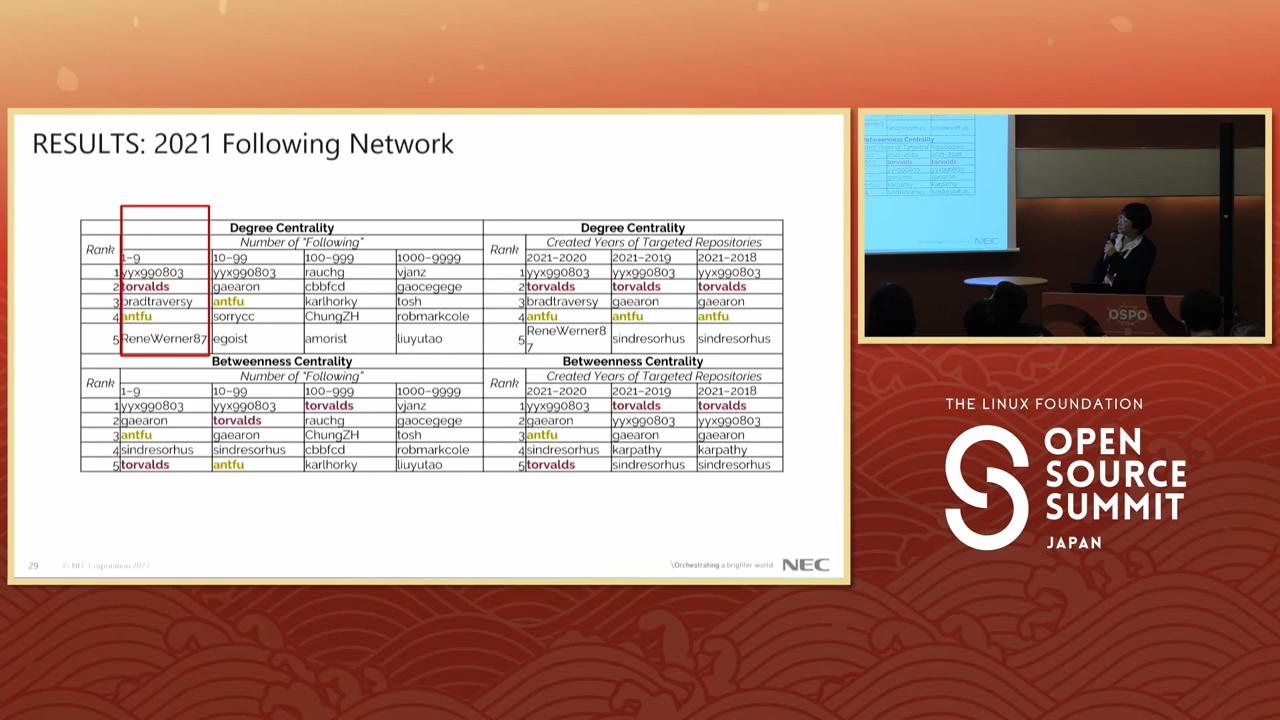 RESULTS: 2021 Following Network
Degree Centrality
Rank
Number of "Following"
1–9 10–99 100–999 1000–9999
1 yyx990803 yyx990803 rauchg vjanz
2 torvalds gaearon cbbfcd gaocegege
3 bradtraversy antfu karlhorky tosh
4 antfu sorrycc ChungZH robmarkcole
5 ReneWerner87 egoist amorist liuyutao
Betweenness Centrality
Rank
Number of "Following"
1–9 10–99 100–999 1000–9999
1 yyx990803 yyx990803 torvalds vjanz
2 gaearon torvalds rauchg gaocegege
3 antfu gaearon ChungZH tosh
4 sindresorhus sindresorhus cbbfcd robmarkcole
5 torvalds antfu karlhorky liuyutao
Degree Centrality
Rank
Created Years of Targeted Repositories
2021–2020 2021–2019 2021–2018
1 yyx990803 yyx990803 yyx990803
2 torvalds torvalds torvalds
3 bradtraversy gaearon gaearon
4 antfu antfu antfu
5 ReneWerner87 sindresorhus sindresorhus
Betweenness Centrality
Rank
Created Years of Targeted Repositories
2021–2020 2021–2019 2021–2018
1 yyx990803 torvalds torvalds
2 gaearon yyx990803 yyx990803
3 antfu gaearon gaearon
4 sindresorhus karpathy karpathy
5 torvalds sindresorhus sindresorhus
29 © NEC Corporation 2023
\Orchestrating a brighter world NEC
OSPO
THE LINUX FOUNDATION
OPEN
SOURCE
SUMMIT
JAPAN